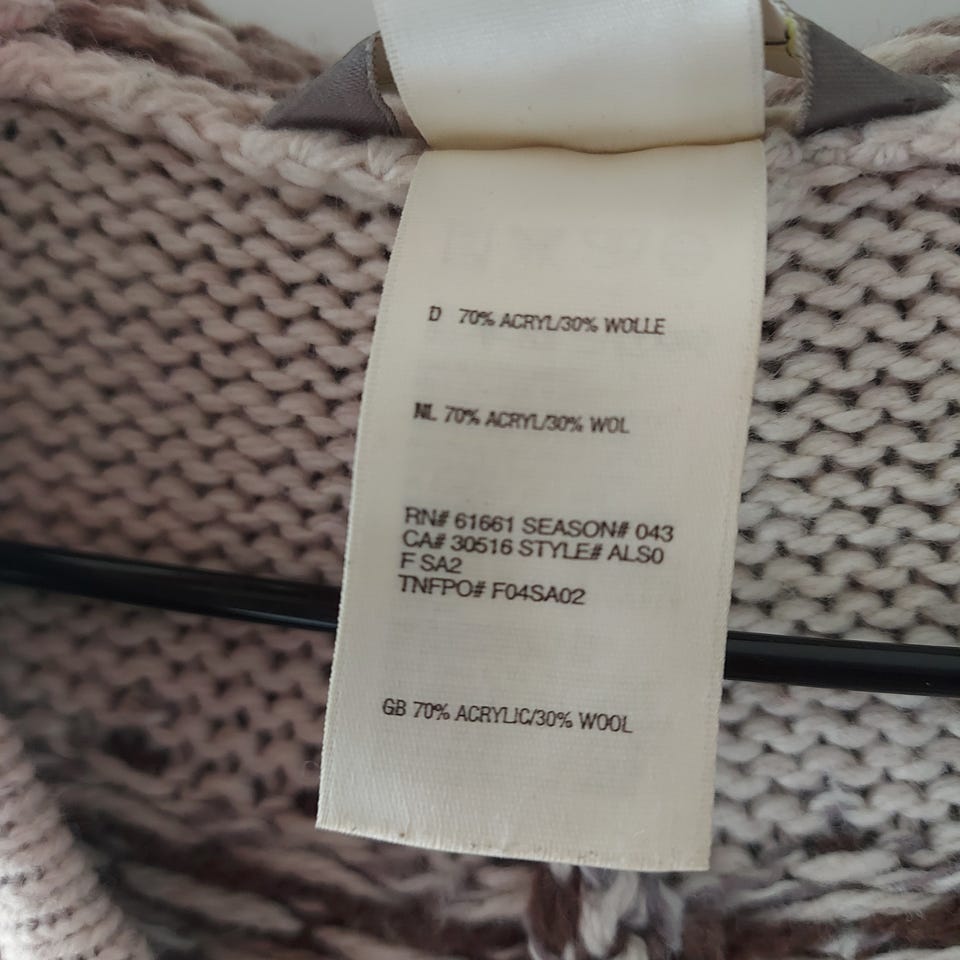 D 70% ACRYL/30% WOLLE
NL 70% ACRYL/30% WOL
RN# 61661 SEASON# 043
CA# 30516 STYLE# ALS0
F SA2
TNFPO# F04SA02
GB 70% ACRYLIC/30% WOOL